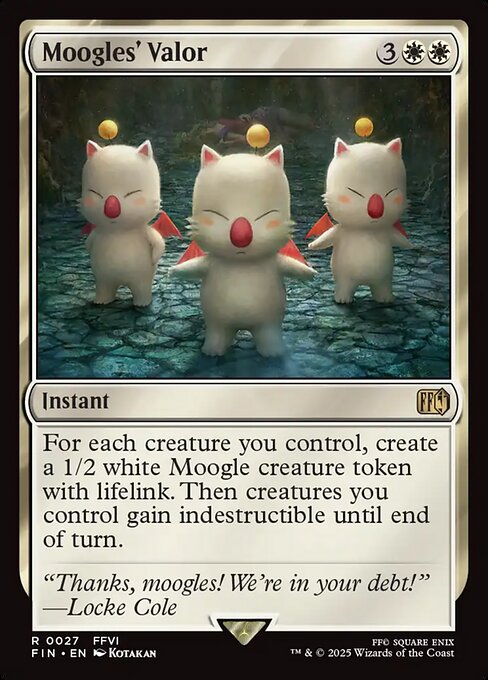 Moogles' Valor 3
Instant FFVI
For each creature you control, create
a 1/2 white Moogle creature token
with lifelink. Then creatures you
control gain indestructible until end
of turn.
“Thanks, moogles! We're in your debt!”
—Locke Cole
R 0027 FFVI
FIN • EN KOTAKAN
FF© SQUARE ENIX
™ & © 2025 Wizards of the Coast